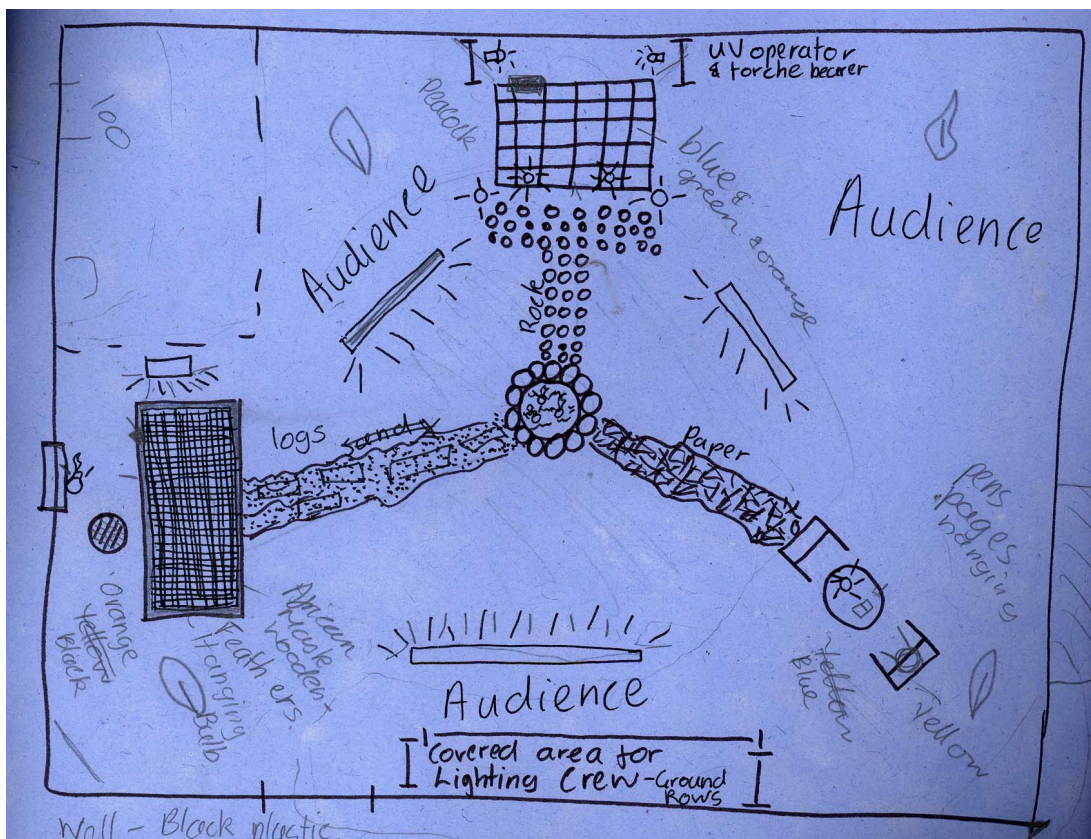 UV operator
& torche bearer
100
Peacock
blue &
green & orange
Audience
Audience
Rock
logs sand
Paper
pens
pages
hanging
Orange
Yellow
Black
Feathers
Hanging
Bulb
African
wooden
Yellow
Blue
Yellow
Audience
Covered area for
Lighting Crew - Ground
Rows
Wall - Black plastic